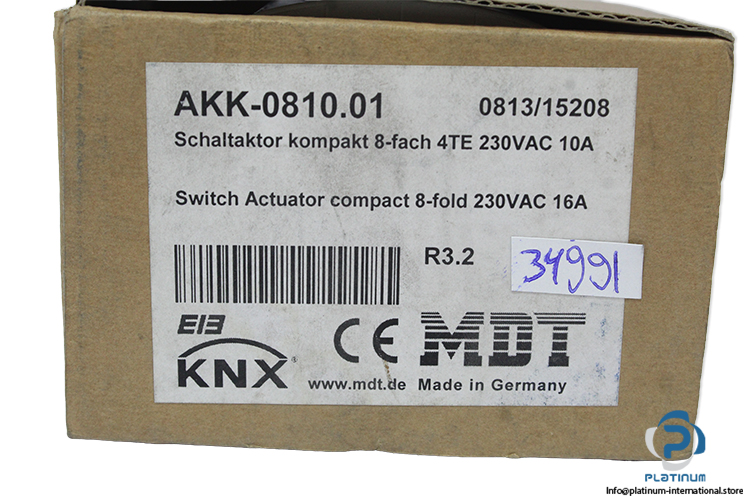 AKK-0810.01
0813/15208
Schaltaktor kompakt 8-fach 4TE 230VAC 10A
Switch Actuator compact 8-fold 230VAC 16A
R3.2
34991
EIB
KNX
CE
MDT
www.mdt.de Made in Germany
PLATINUM
Info@platinum-international.store